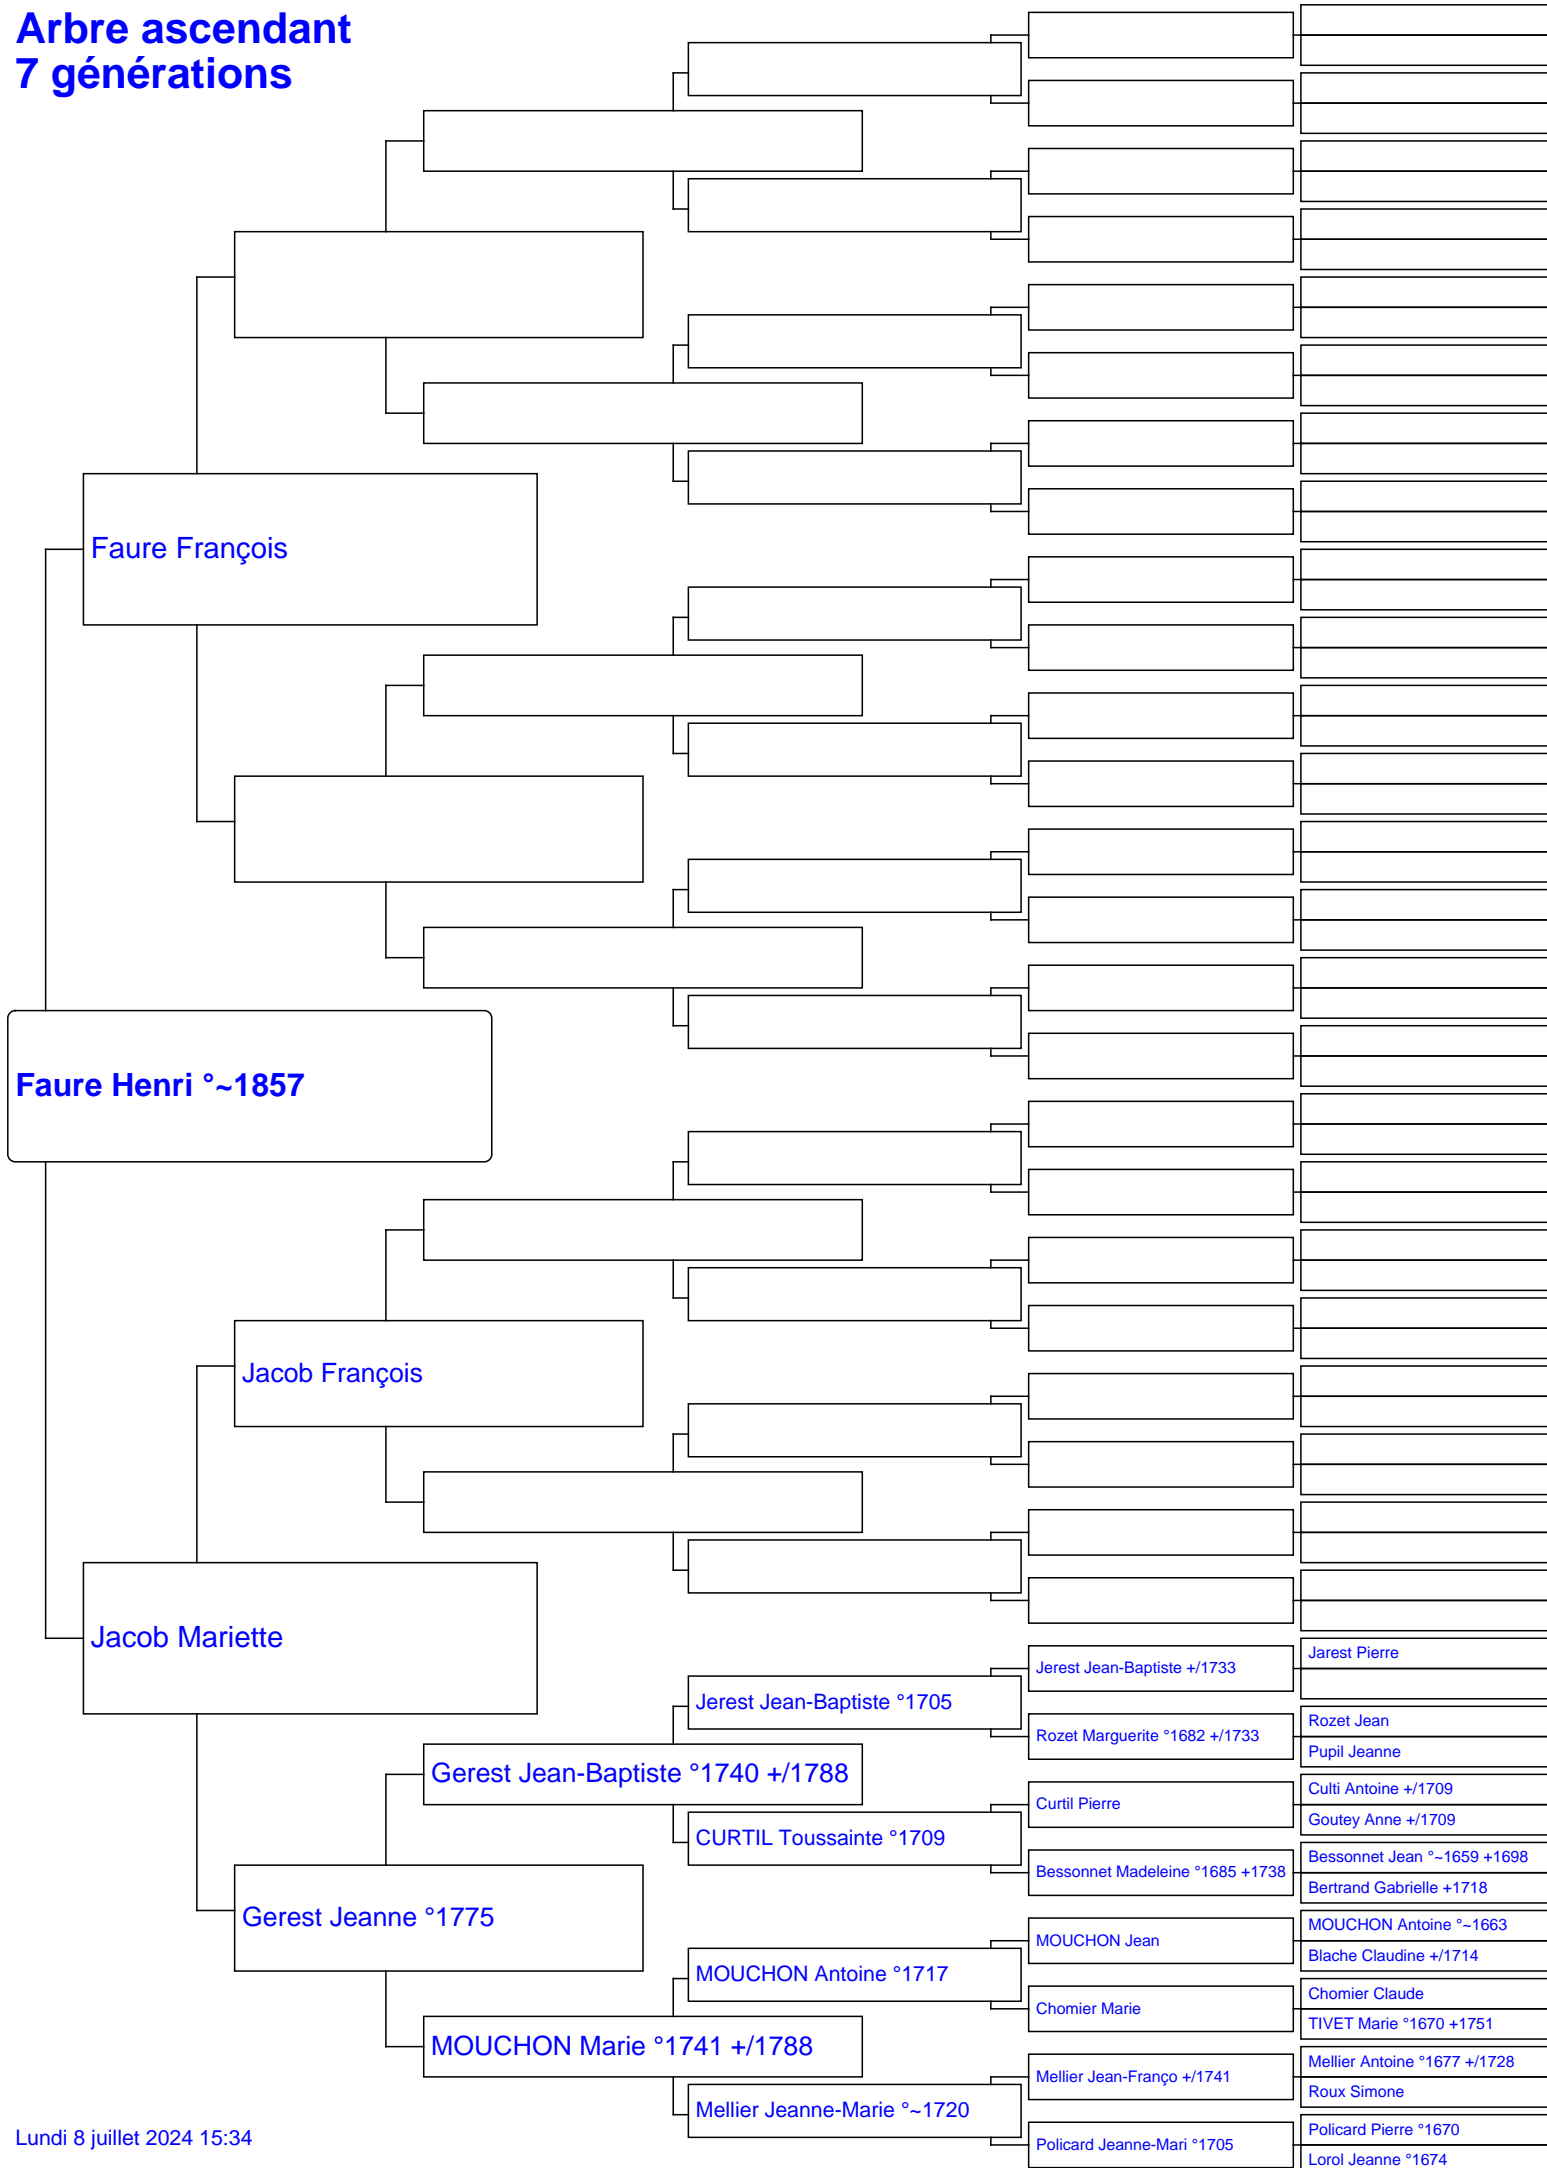 Arbre ascendant
7 générations
Faure François
Faure Henri °~1857
Jacob François
Jacob Mariette
Jarest Pierre
Jerest Jean-Baptiste +/1733
Jerest Jean-Baptiste °1705
Rozet Jean
Rozet Marguerite °1682 +/1733
Pupil Jeanne
Gerest Jean-Baptiste °1740 +/1788
Culti Antoine +/1709
Curtil Pierre
Goutey Anne +/1709
CURTIL Toussainte °1709
Bessonnet Jean °~1659 +1698
Bessonnet Madeleine °1685 +1738
Bertrand Gabrielle +1718
Gerest Jeanne °1775
MOUCHON Antoine °~1663
MOUCHON Jean
Blache Claudine +/1714
MOUCHON Antoine °1717
Chomier Claude
Chomier Marie
TIVET Marie °1670 +1751
MOUCHON Marie °1741 +/1788
Mellier Antoine °1677 +/1728
Mellier Jean-Franço +/1741
Roux Simone
Mellier Jeanne-Marie °~1720
Policard Pierre °1670
Policard Jeanne-Mari °1705
Lorol Jeanne °1674
Lundi 8 juillet 2024 15:34